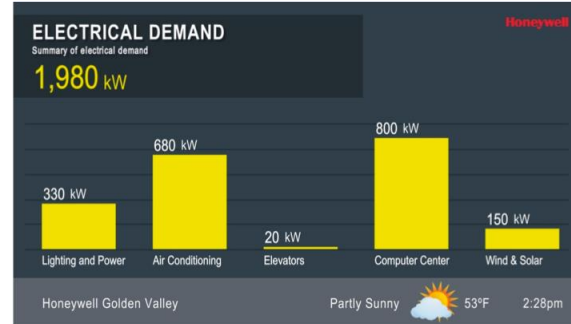 ELECTRICAL DEMAND
Honeywell
Summary of electrical demand
1,980 kW
330 kW
680 kW
20 kW
800 kW
150 kW
Lighting and Power
Air Conditioning
Elevators
Computer Center
Wind & Solar
Honeywell Golden Valley
Partly Sunny
53ºF
2:28pm